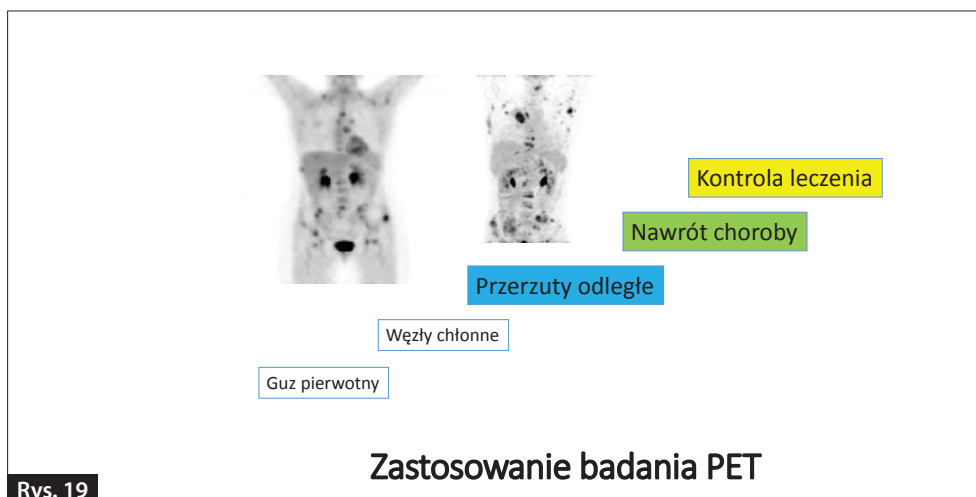 Kontrola leczenia
Nawrót choroby
Przerzuty odległe
Węzły chłonne
Guz pierwotny
Zastosowanie badania PET
Rys. 19